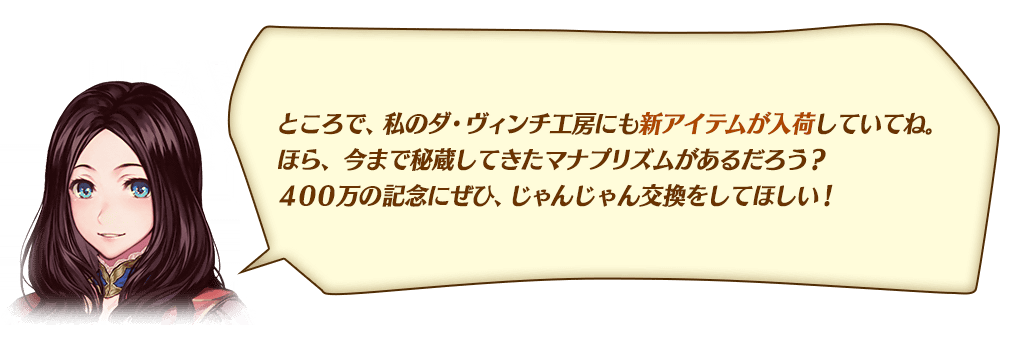 ところで、私のダ・ヴィンチ工房にも新アイテムが入荷していてね。
ほら、今まで秘蔵してきたマナプリズムがあるだろう？
４００万の記念にぜひ、じゃんじゃん交換をしてほしい！